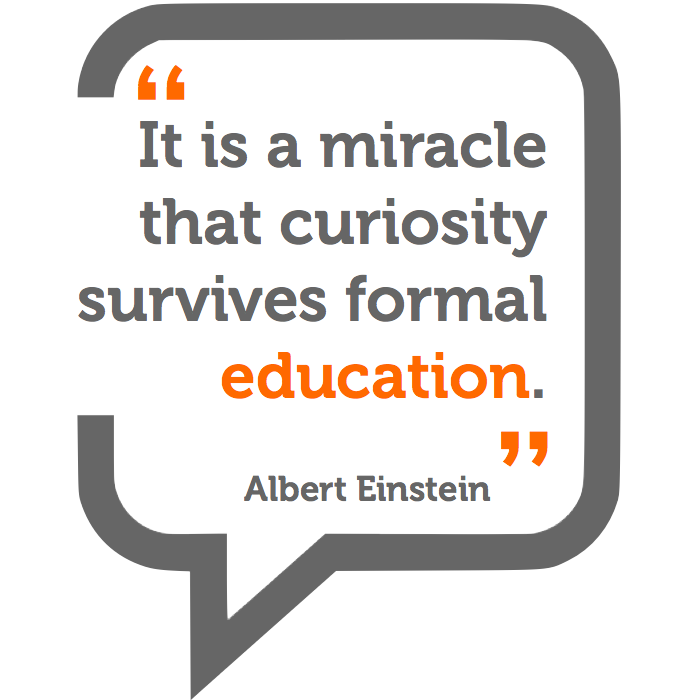 “
It is a miracle
that curiosity
survives formal
education.
”
Albert Einstein